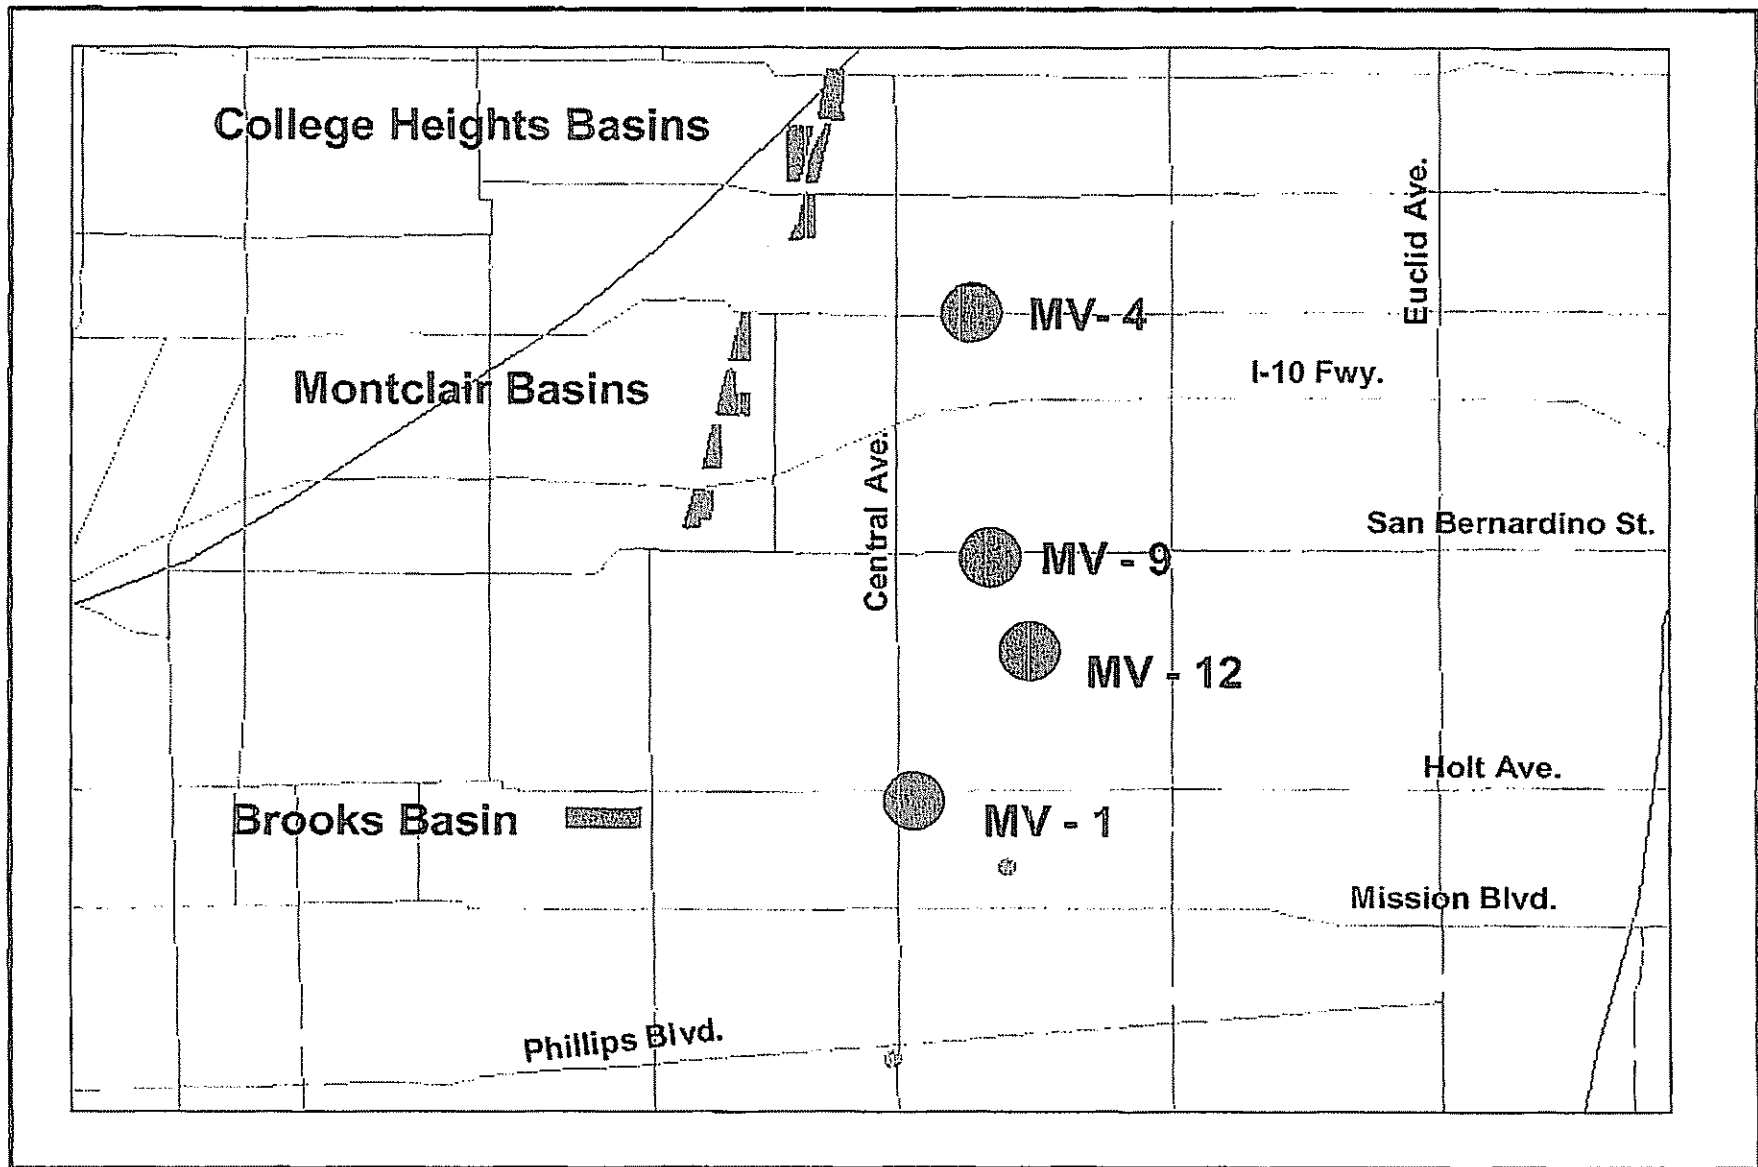 College Heights Basins
Euclid Ave.
MV- 4
I-10 Fwy.
Montclair Basins
Central Ave.
San Bernardino St.
MV - 9
MV - 12
Holt Ave.
Brooks Basin
MV - 1
Mission Blvd.
Phillips Blvd.